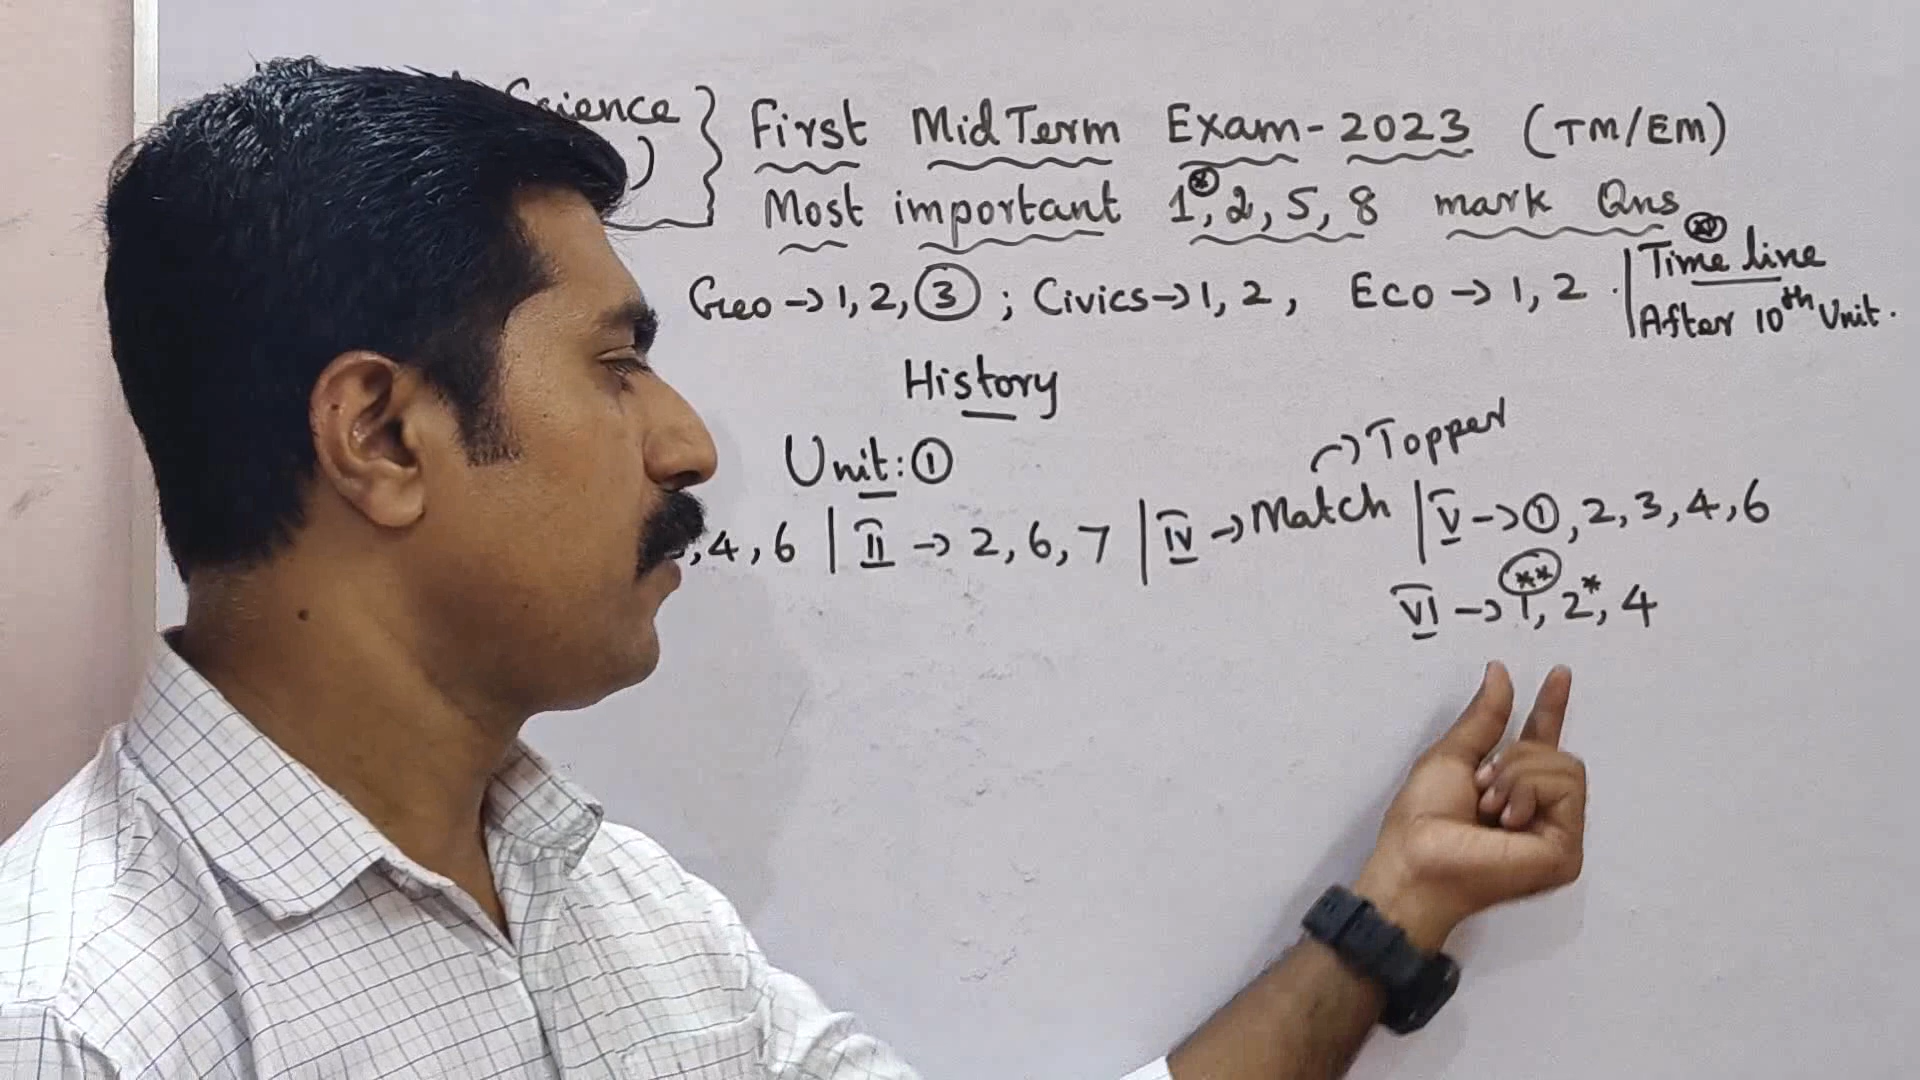 Science } First Mid Term Exam-2023 (TM/EM)
) Most important 1,2,5,8 mark Qns
Geo → 1, 2, ③ ; Civics → 1, 2, Eco → 1, 2 . | Time line
After 10th Unit.
History
Unit: ①
→ Topper
, 4, 6 | II → 2, 6, 7 | IV → Match | V → ①, 2, 3, 4, 6
VI → 1**, 2*, 4